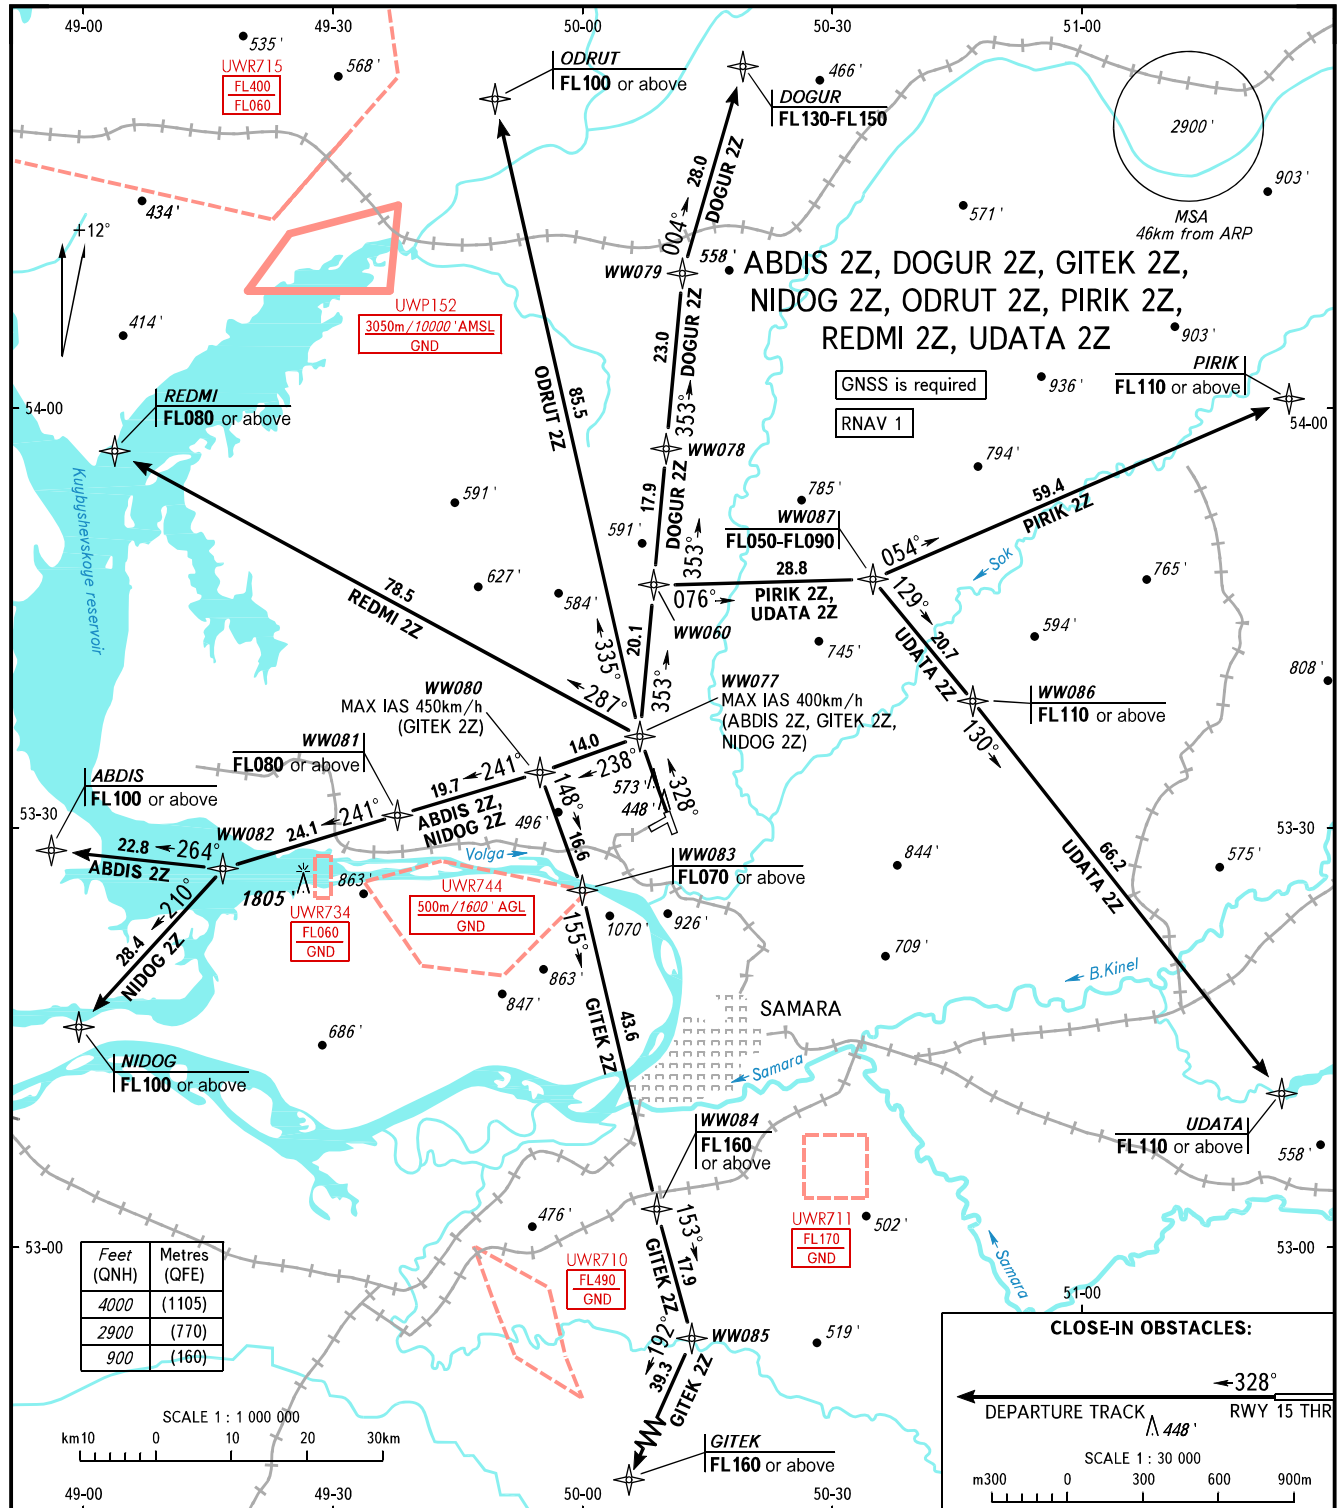 49-00
49-30
50-00
50-30
51-00
535'
568'
UWR715
FL400
FL060
434'
+12°
414'
ODRUT
FL100 or above
DOGUR
FL130-FL150
466'
2900'
MSA
46km from ARP
903'
571'
28.0
DOGUR 2Z
004°
558'
WW079
ABDIS 2Z, DOGUR 2Z, GITEK 2Z,
NIDOG 2Z, ODRUT 2Z, PIRIK 2Z,
REDMI 2Z, UDATA 2Z
903'
UWP152
3050m/10000' AMSL
GND
GNSS is required
RNAV 1
936'
PIRIK
FL110 or above
54-00
54-00
REDMI
FL080 or above
Kuybyshevskoye reservoir
85.5
ODRUT 2Z
23.0
DOGUR 2Z
353°
WW078
794'
785'
591'
591'
17.9
DOGUR 2Z
353°
WW087
FL050-FL090
59.4
PIRIK 2Z
054°
Sok
765'
627'
584'
78.5
REDMI 2Z
076°
28.8
PIRIK 2Z,
UDATA 2Z
WW060
129°
20.7
UDATA 2Z
594'
745'
808'
335°
287°
20.1
353°
WW077
MAX IAS 400km/h
(ABDIS 2Z, GITEK 2Z,
NIDOG 2Z)
WW086
FL110 or above
130°
WW080
MAX IAS 450km/h
(GITEK 2Z)
WW081
FL080 or above
14.0
238°
241°
19.7
ABDIS 2Z,
NIDOG 2Z
573'
448'
328°
148°
16.6
496'
ABDIS
FL100 or above
53-30
53-30
241°
24.1
WW082
264°
22.8
ABDIS 2Z
210°
28.4
NIDOG 2Z
Volga
1805'
863'
UWR734
FL060
GND
UWR744
500m/1600' AGL
GND
WW083
FL070 or above
844'
575'
66.2
UDATA 2Z
155°
1070'
926'
709'
863'
847'
686'
43.6
GITEK 2Z
SAMARA
B.Kinel
Samara
NIDOG
FL100 or above
WW084
FL160
or above
UDATA
FL110 or above
558'
UWR711
FL170
GND
502'
476'
153°
17.9
GITEK 2Z
Samara
53-00
53-00
UWR710
FL490
GND
Feet
(QNH)
Metres
(QFE)
4000
(1105)
2900
(770)
900
(160)
WW085
192°
39.3
GITEK 2Z
519'
51-00
CLOSE-IN OBSTACLES:
328°
DEPARTURE TRACK
RWY 15 THR
448'
SCALE 1 : 30 000
m300
0
300
600
900m
SCALE 1 : 1 000 000
km10
0
10
20
30km
GITEK
FL160 or above
49-00
49-30
50-00
50-30